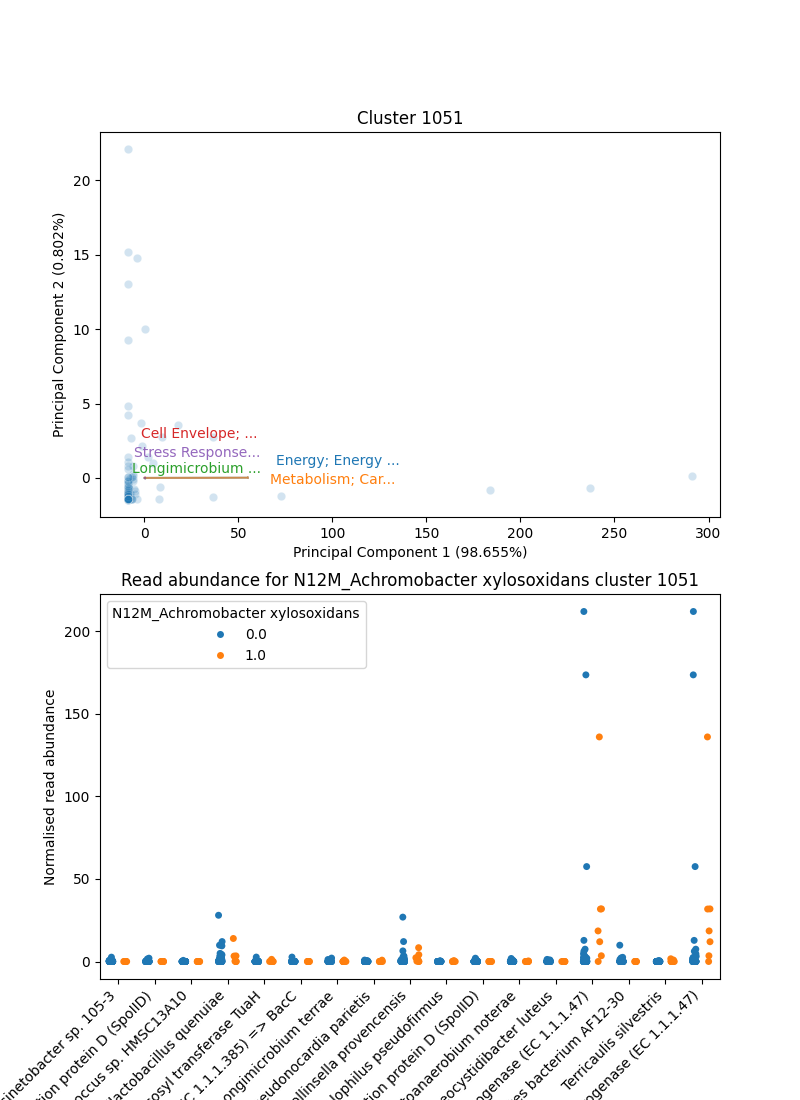 Cluster 1051
Principal Component 2 (0.802%)
20
15
10
5
0
Cell Envelope; ...
Stress Response...
Longimicrobium ...
Energy; Energy ...
Metabolism; Car...
0 50 100 150 200 250 300
Principal Component 1 (98.655%)
Read abundance for N12M_Achromobacter xylosoxidans cluster 1051
N12M_Achromobacter xylosoxidans
0.0
1.0
Normalised read abundance
200
150
100
50
0
inetobacter sp. 105-3
tion protein D (SpoIID)
occus sp. HMSC13A10
lactobacillus quenuiae
osyl transferase TuaH
C 1.1.1.385) => BacC
ongimicrobium terrae
eudonocardia parietis
ollinsella provencensis
lophilus pseudofirmus
tion protein D (SpoIID)
toanaerobium noterae
eocystidibacter luteus
ogenase (EC 1.1.1.47)
es bacterium AF12-30
Terricaulis silvestris
ogenase (EC 1.1.1.47)